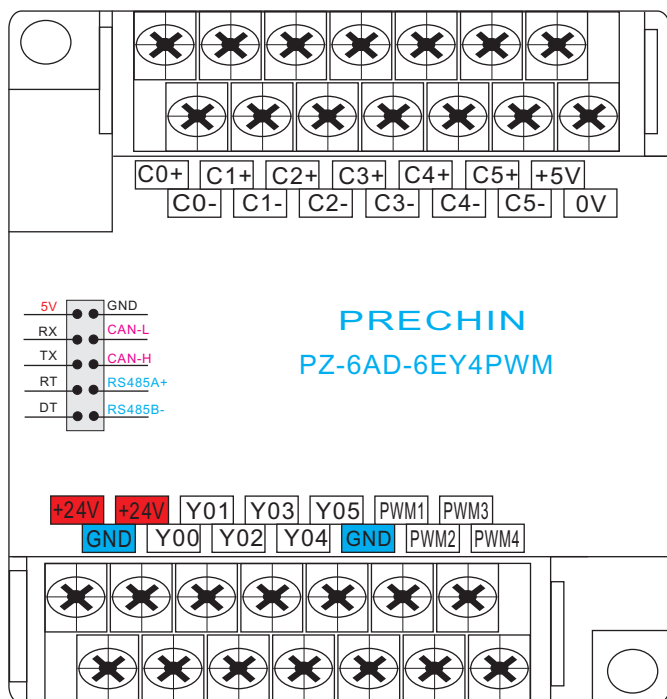 C0+ C1+ C2+ C3+ C4+ C5+ +5V
C0- C1- C2- C3- C4- C5- 0V
5V GND
RX CAN-L
TX CAN-H
RT RS485A+
DT RS485B-
PRECHIN
PZ-6AD-6EY4PWM
+24V +24V Y01 Y03 Y05 PWM1 PWM3
GND Y00 Y02 Y04 GND PWM2 PWM4